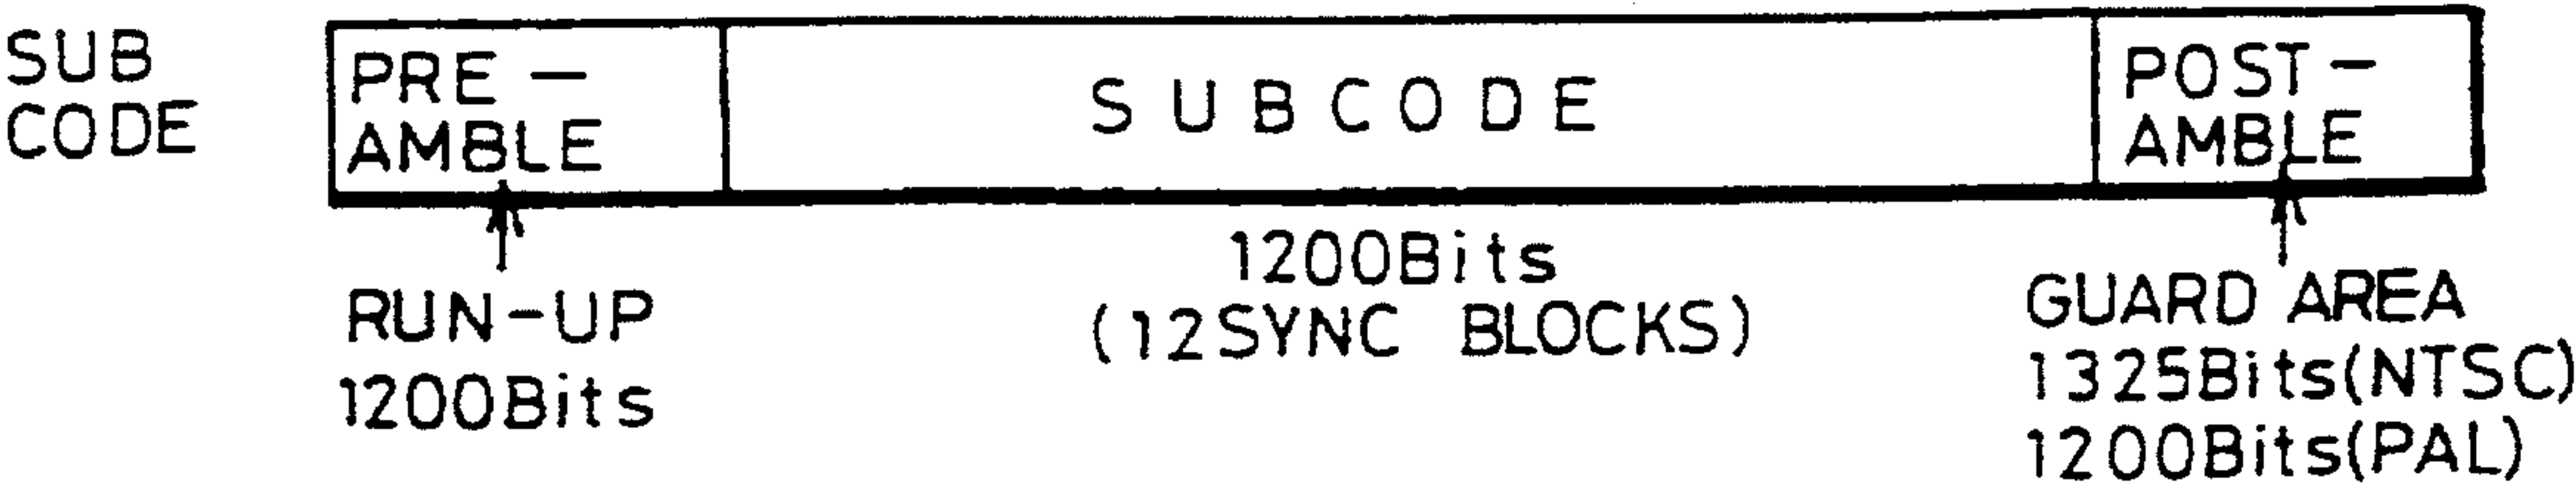 SUB
CODE
PRE-
AMBLE
SUBCODE
POST-
AMBLE
RUN-UP
1200Bits
1200Bits
(12SYNC BLOCKS)
GUARD AREA
1325Bits(NTSC)
1200Bits(PAL)